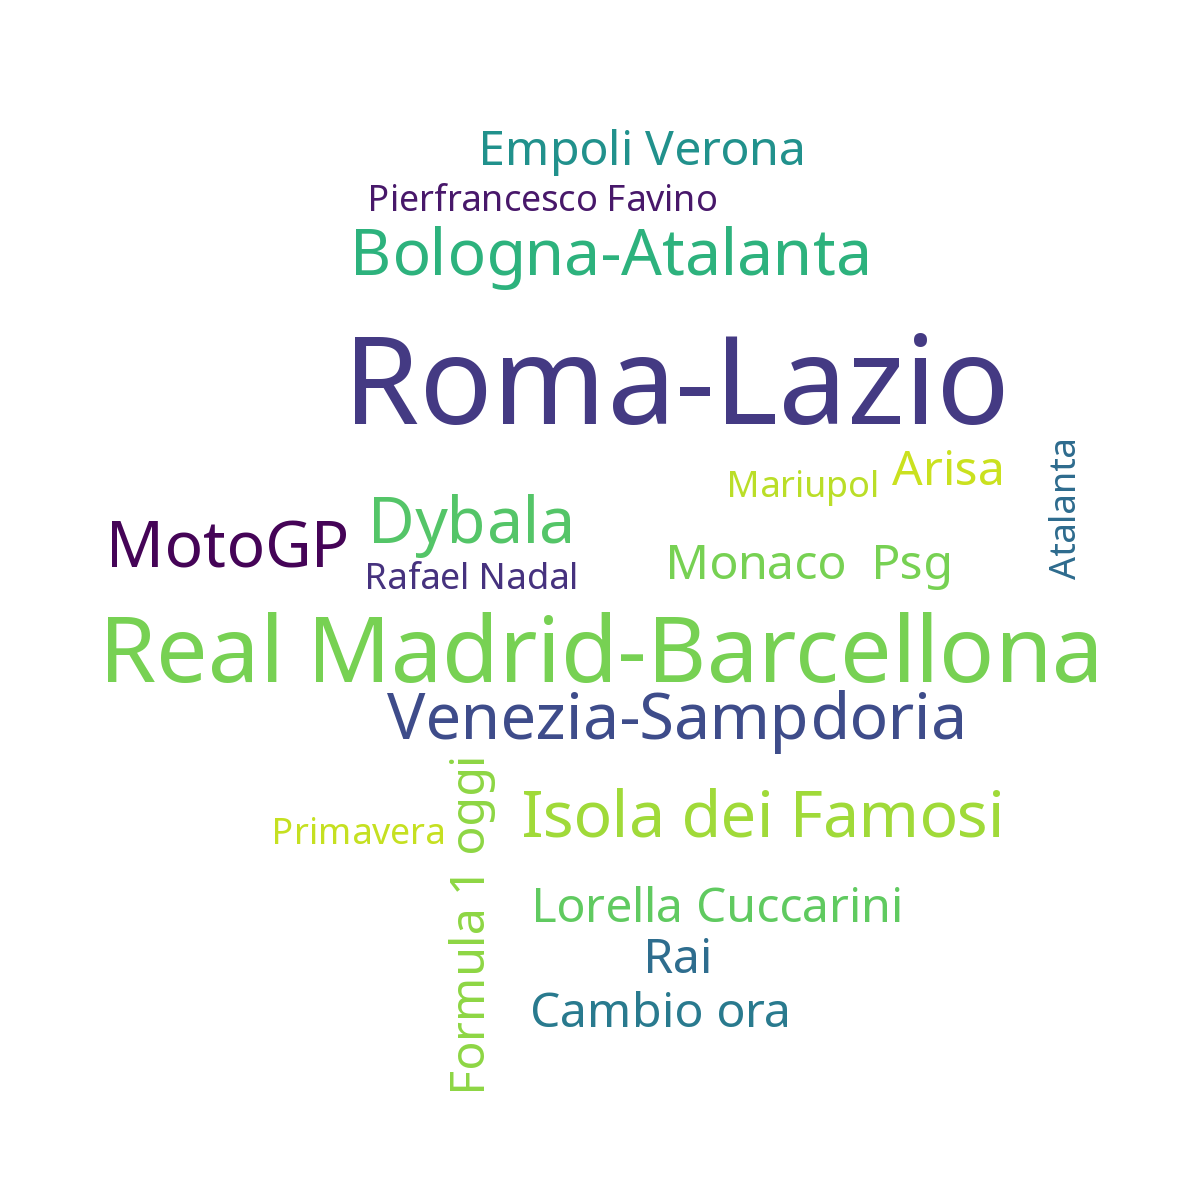 Empoli Verona
Pierfrancesco Favino
Bologna-Atalanta
Roma-Lazio
Arisa
Mariupol
Atalanta
Dybala
MotoGP
Monaco Psg
Rafael Nadal
Real Madrid-Barcellona
Venezia-Sampdoria
Isola dei Famosi
Primavera
Formula 1 oggi
Lorella Cuccarini
Rai
Cambio ora